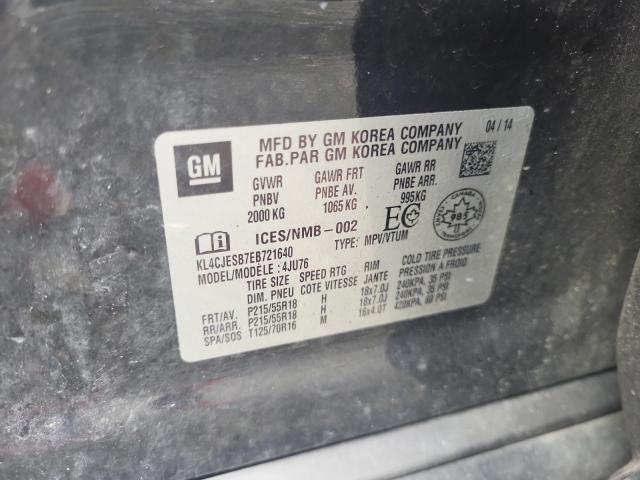 GM
MFD BY GM KOREA COMPANY 04 / 14
FAB.PAR GM KOREA COMPANY
GVWR GAWR FRT GAWR RR
PNBV PNBE AV. PNBE ARR.
2000 KG 1065 KG 995KG
ICES/NMB-002 EC
CANADA
985
KL4CJESB7EB721640 TYPE: MPV/VTUM
MODEL/MODÈLE: 4JU76
TIRE SIZE SPEED RTG RIM COLD TIRE PRESSURE
DIM. PNEU COTE VITESSE JANTE PRESSION A FROID
FRT/AV. P215/55R18 H 18x7.0J 240KPA, 35 PSI
RR/ARR. P215/55R18 H 18x7.0J 240KPA, 35 PSI
SPA/SOS T125/70R16 M 16x4.0T 420KPA, 60 PSI